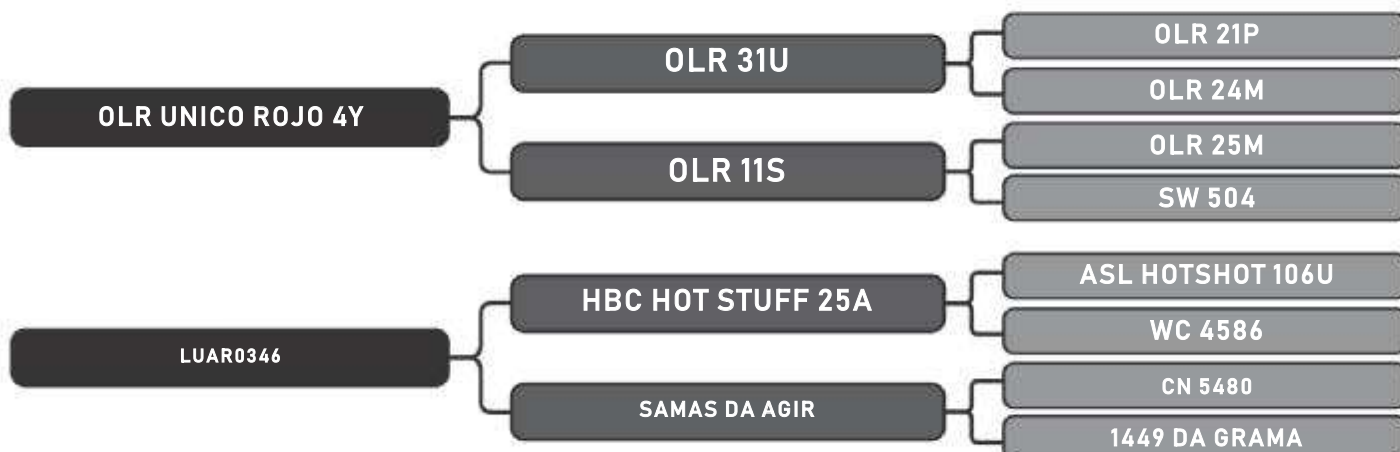 OLR UNICO ROJO 4Y
OLR 31U
OLR 21P
OLR 24M
OLR 11S
OLR 25M
SW 504
LUAR0346
HBC HOT STUFF 25A
ASL HOTSHOT 106U
WC 4586
SAMAS DA AGIR
CN 5480
1449 DA GRAMA